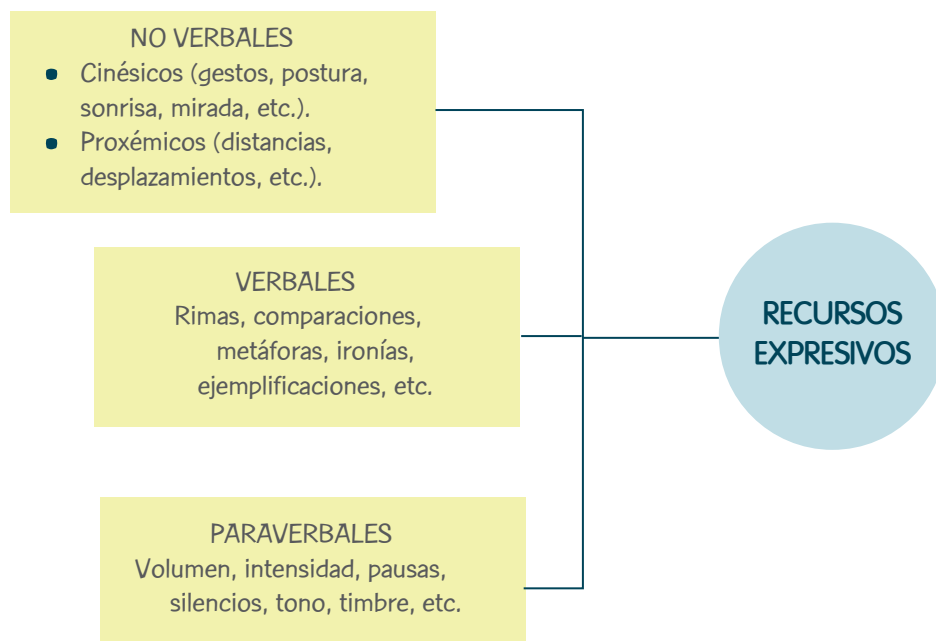 NO VERBALES
• Cinésicos (gestos, postura,
sonrisa, mirada, etc.).
• Proxémicos (distancias,
desplazamientos, etc.).
VERBALES
Rimas, comparaciones,
metáforas, ironías,
ejemplificaciones, etc.
PARAVERBALES
Volumen, intensidad, pausas,
silencios, tono, timbre, etc.
RECURSOS
EXPRESIVOS